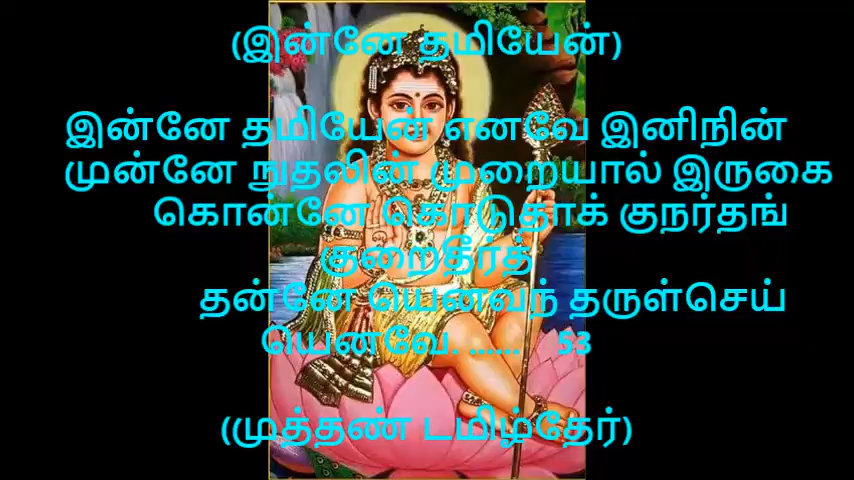 (இன்னே தமியேன்)
இன்னே தமியேன் எனவே இனிநின்
முன்னே நுதலின் முறையால் இருகை
கொன்னே கொடுதாக் குநர்தங்
குறைதீரத்
தன்னே யெனவந் தருள்செய்
யெனவே. ...... 53
(முத்தண் டமிழ்தேர்)